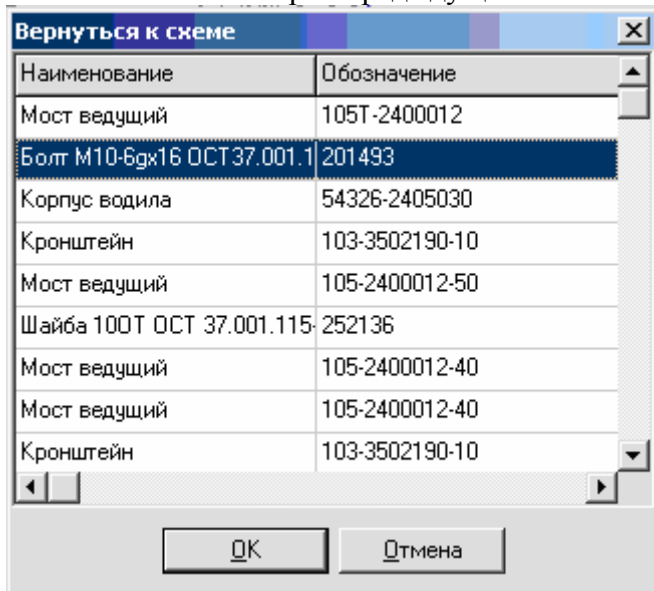 Вернуться к схеме
Наименование Обозначение
Мост ведущий 105Т-2400012
Болт М10-6gх16 ОСТ37.001.1 201493
Корпус водила 54326-2405030
Кронштейн 103-3502190-10
Мост ведущий 105-2400012-50
Шайба 10ОТ ОСТ 37.001.115- 252136
Мост ведущий 105-2400012-40
Мост ведущий 105-2400012-40
Кронштейн 103-3502190-10
ОК Отмена